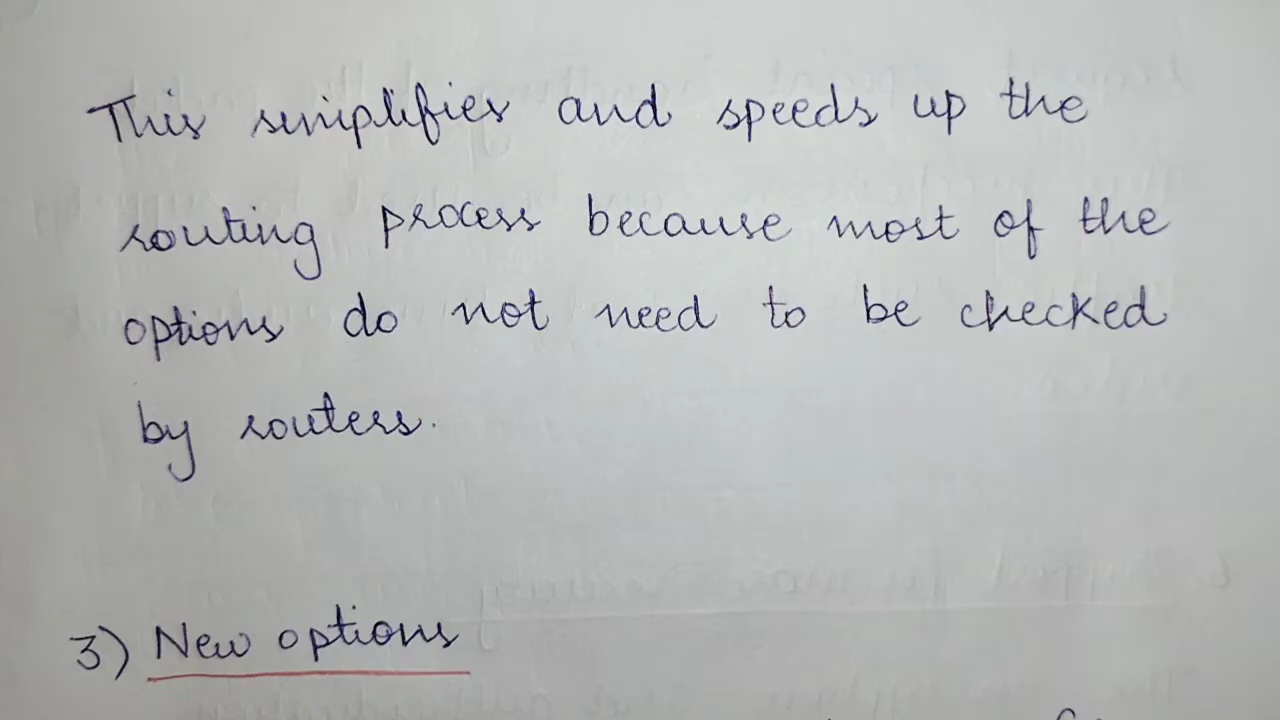 This simplifies and speeds up the
routing process because most of the
options do not need to be checked
by routers.
3) New options